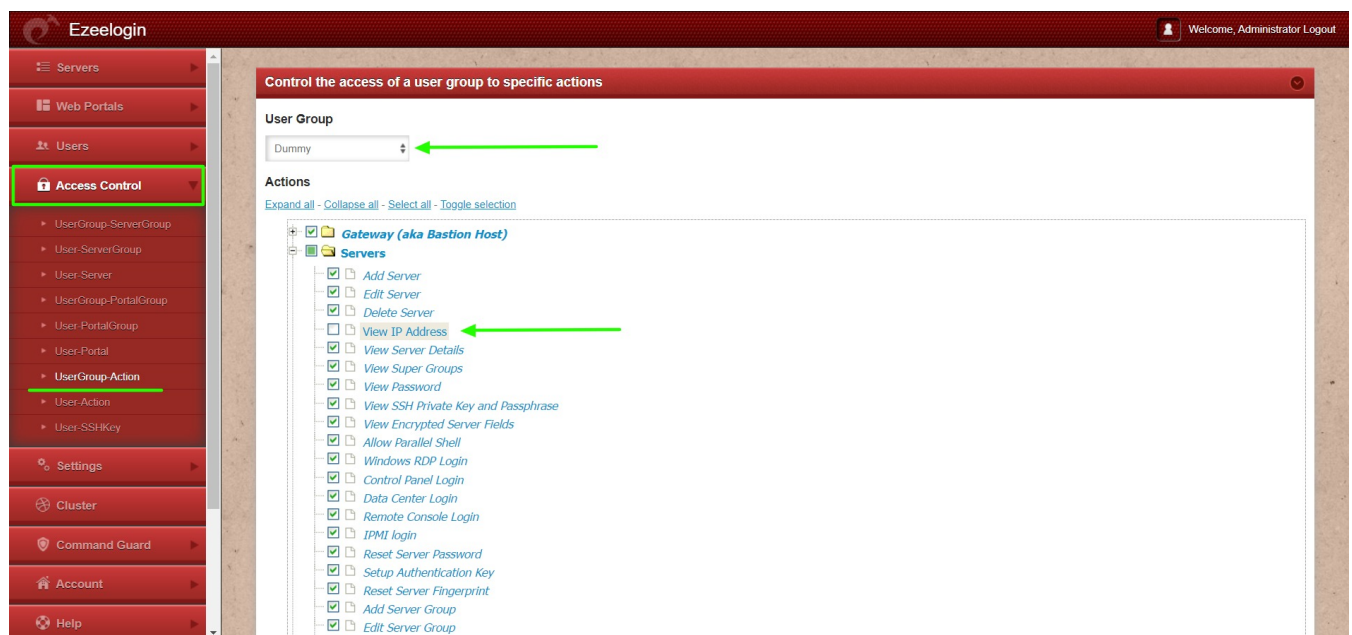 Ezeelogin
Welcome, Administrator Logout
Servers
Web Portals
Users
Access Control
UserGroup-ServerGroup
User-ServerGroup
User-Server
UserGroup-PortalGroup
User-PortalGroup
User-Portal
UserGroup-Action
User-Action
User-SSHKey
Settings
Cluster
Command Guard
Account
Help
Control the access of a user group to specific actions
User Group
Dummy
Actions
Expand all - Collapse all - Select all - Toggle selection
Gateway (aka Bastion Host)
Servers
Add Server
Edit Server
Delete Server
View IP Address
View Server Details
View Super Groups
View Password
View SSH Private Key and Passphrase
View Encrypted Server Fields
Allow Parallel Shell
Windows RDP Login
Control Panel Login
Data Center Login
Remote Console Login
IPMI login
Reset Server Password
Setup Authentication Key
Reset Server Fingerprint
Add Server Group
Edit Server Group